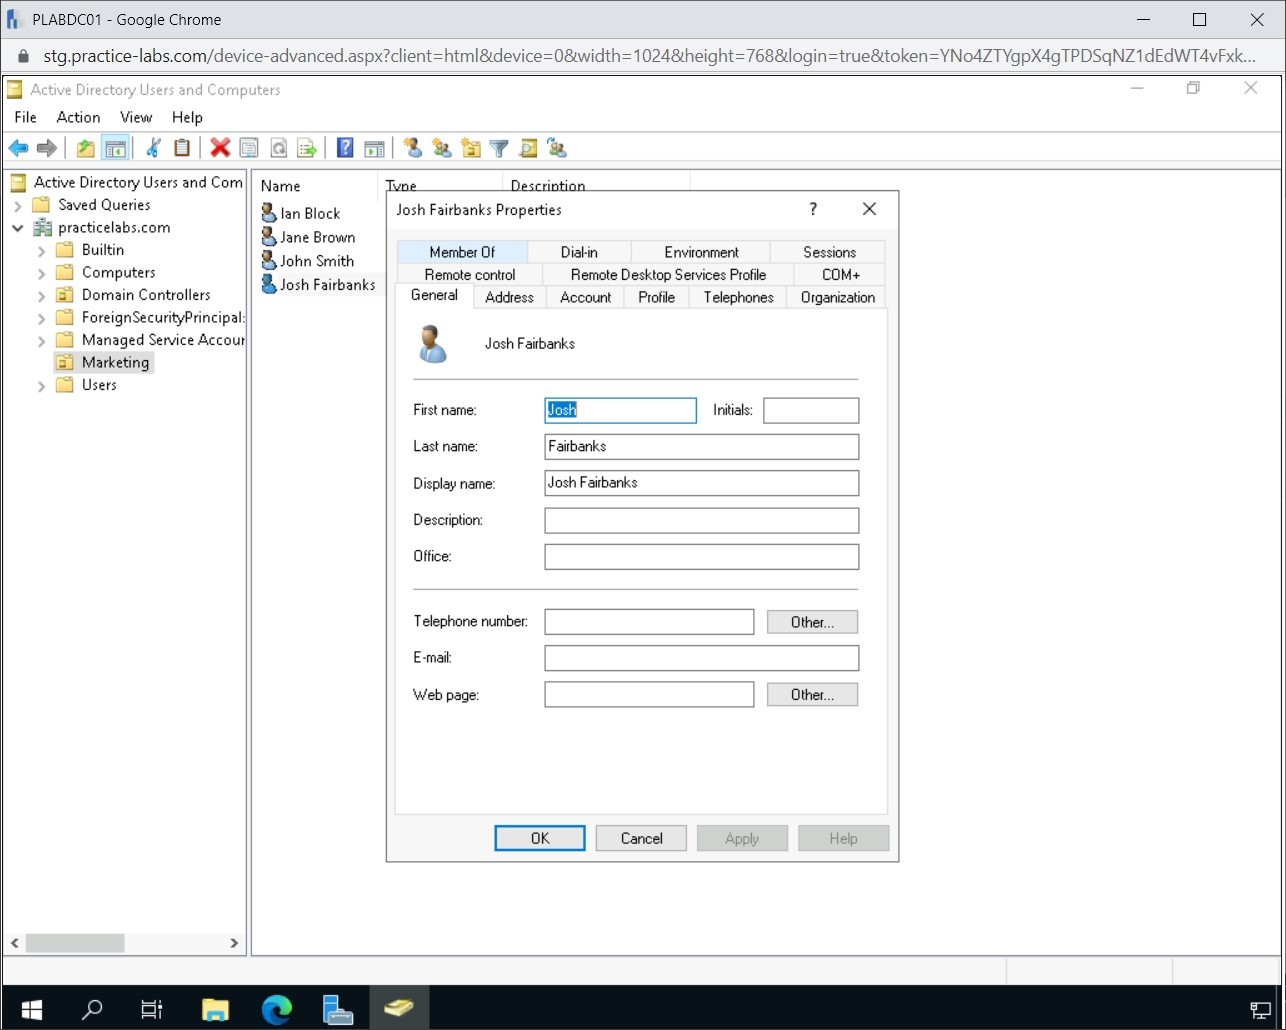 PLABDC01 - Google Chrome
stg.practice-labs.com/device-advanced.aspx?client=html&device=0&width=1024&height=768&login=true&token=YNo4ZTYgpX4gTPDSqNZ1dEdWT4vFxk...
Active Directory Users and Computers
File Action View Help
Active Directory Users and Com
Saved Queries
practicelabs.com
Builtin
Computers
Domain Controllers
ForeignSecurityPrincipal:
Managed Service Accour
Marketing
Users
Name Type Description
Ian Block
Jane Brown
John Smith
Josh Fairbanks
Josh Fairbanks Properties ?
Member Of Dial-in Environment Sessions
Remote control Remote Desktop Services Profile COM+
General Address Account Profile Telephones Organization
Josh Fairbanks
First name: Josh Initials:
Last name: Fairbanks
Display name: Josh Fairbanks
Description:
Office:
Telephone number: Other...
E-mail:
Web page: Other...
OK Cancel Apply Help